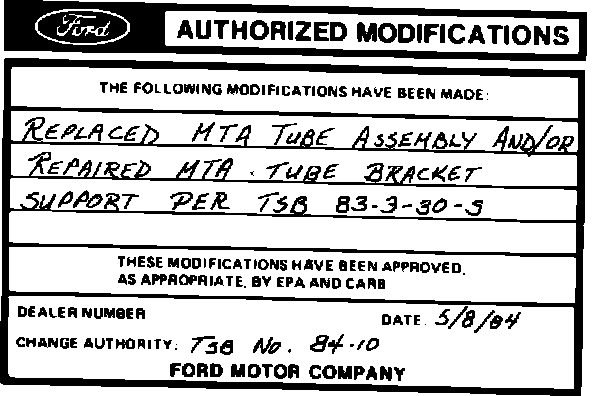 Ford AUTHORIZED MODIFICATIONS
THE FOLLOWING MODIFICATIONS HAVE BEEN MADE:
REPLACED MTA TUBE ASSEMBLY AND/OR
REPAIRED MTA TUBE BRACKET
SUPPORT PER TSB 83-3-30-S
THESE MODIFICATIONS HAVE BEEN APPROVED,
AS APPROPRIATE, BY EPA AND CARB
DEALER NUMBER DATE: 5/8/84
CHANGE AUTHORITY: TSB No. 84-10
FORD MOTOR COMPANY